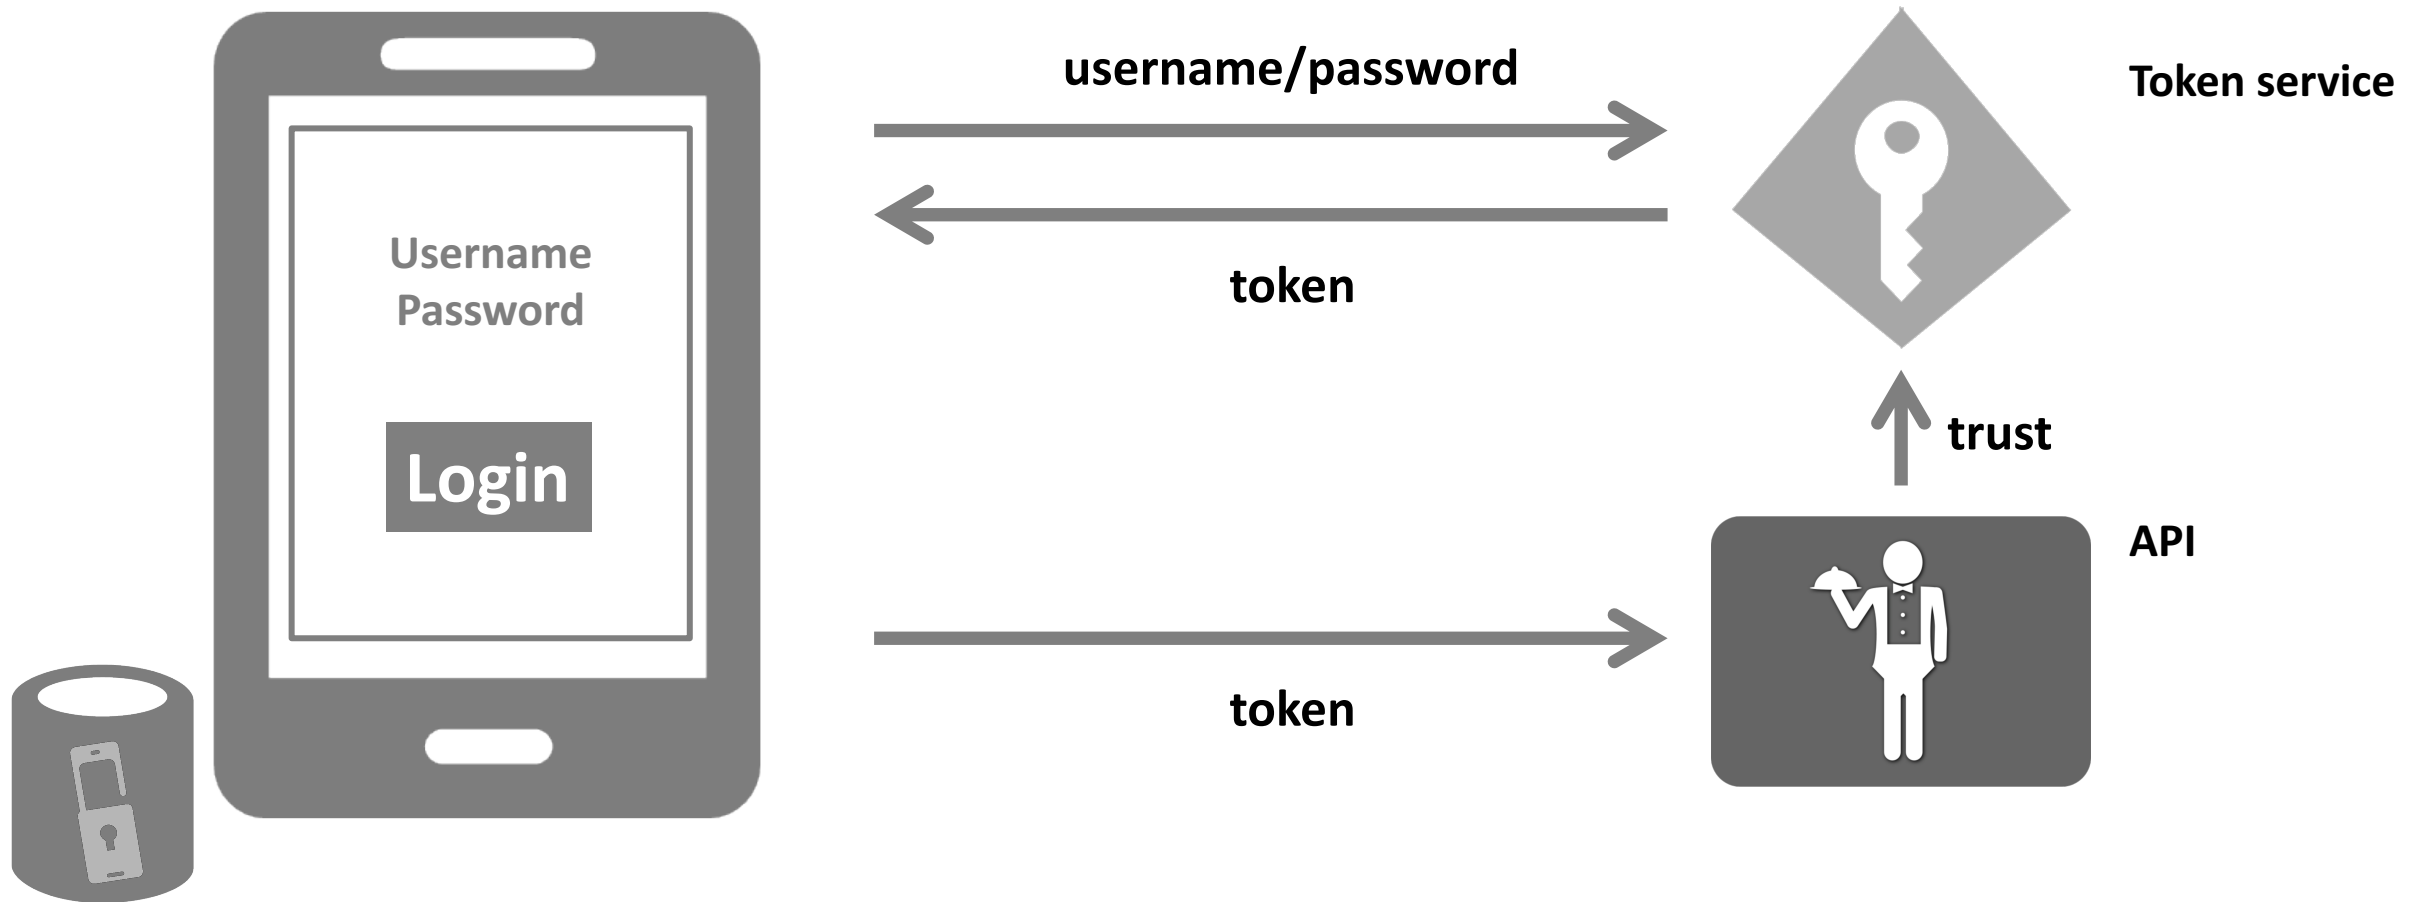 username/password
Token service
Username
Password
token
Login
trust
API
token